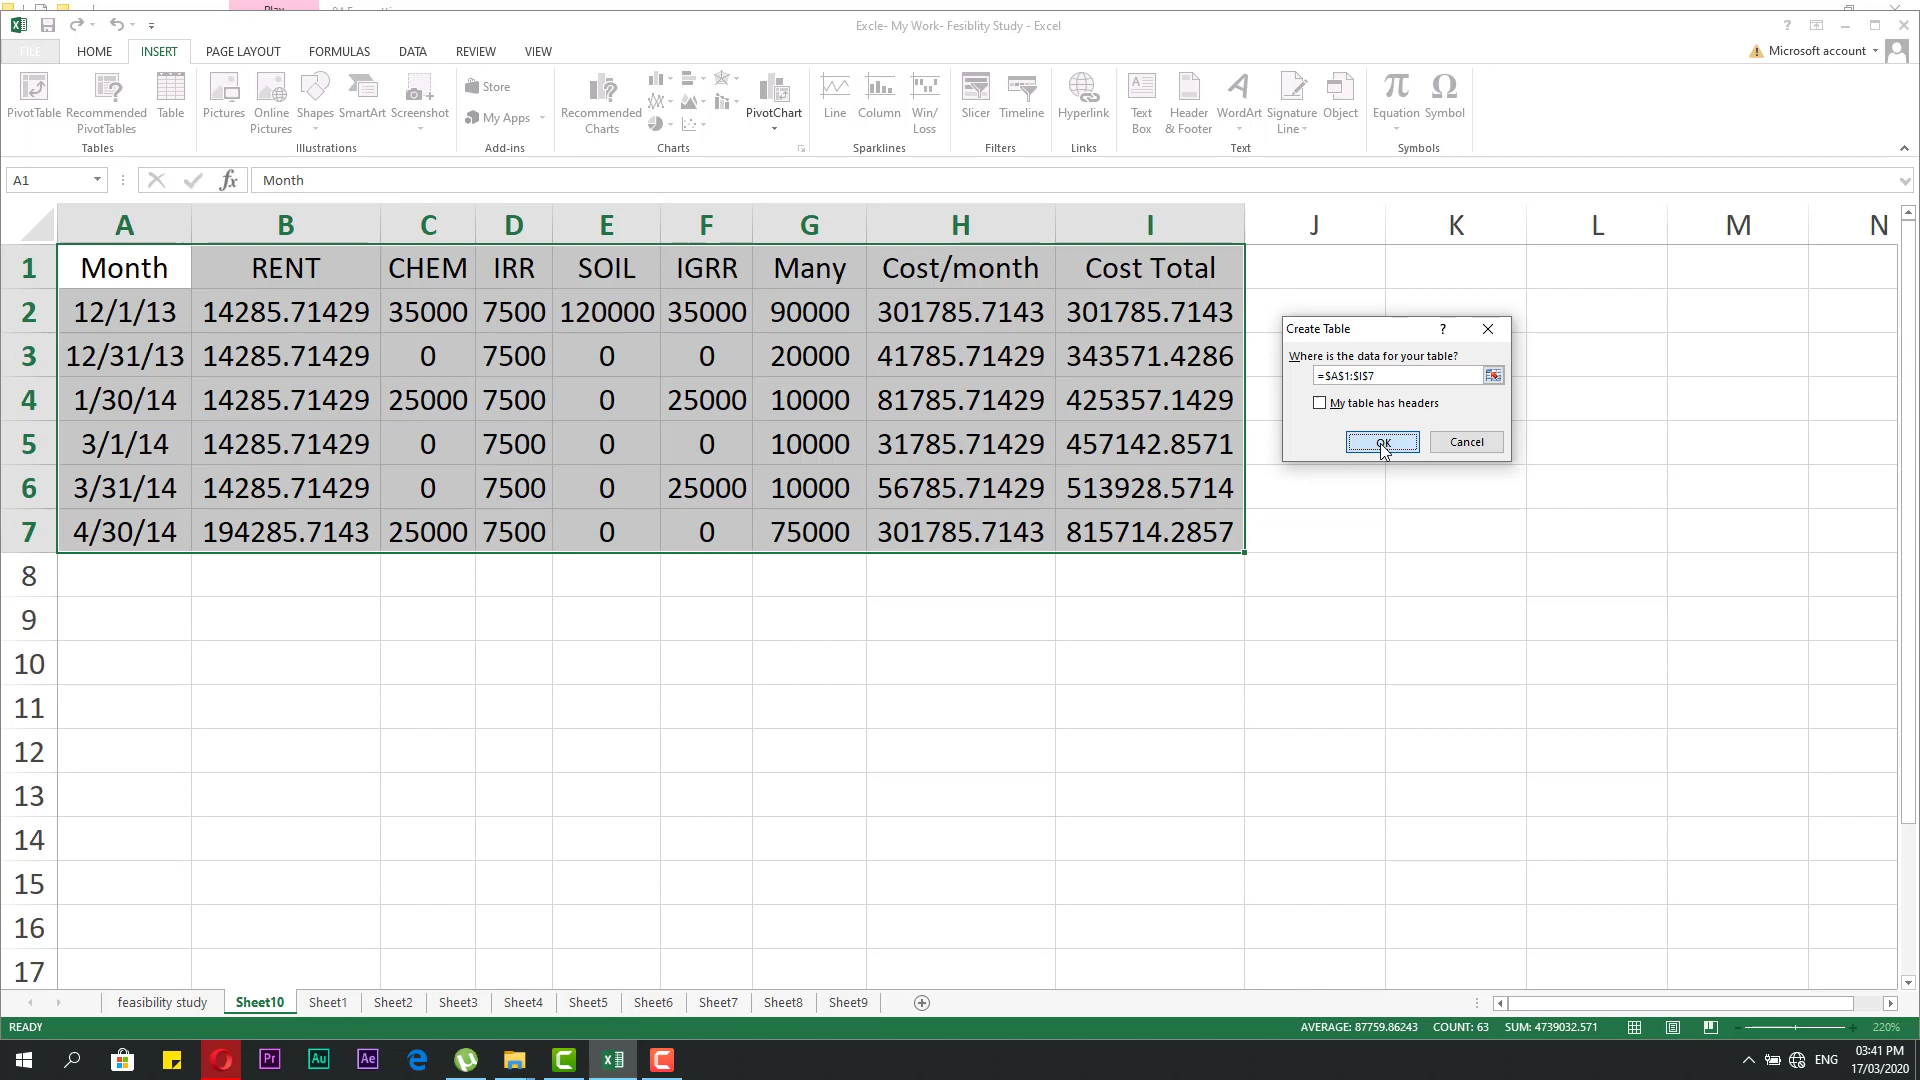 Excle- My Work- Fesiblity Study - Excel
FILE HOME INSERT PAGE LAYOUT FORMULAS DATA REVIEW VIEW Microsoft account
PivotTable Recommended PivotTables Table Pictures Online Pictures Shapes SmartArt Screenshot Store My Apps Recommended Charts PivotChart Line Column Win/Loss Slicer Timeline Hyperlink Text Box Header & Footer WordArt Signature Line Object Equation Symbol
Tables Illustrations Add-ins Charts Sparklines Filters Links Text Symbols
A1 fx Month
A B C D E F G H I J K L M N
1 Month RENT CHEM IRR SOIL IGRR Many Cost/month Cost Total
2 12/1/13 14285.71429 35000 7500 120000 35000 90000 301785.7143 301785.7143
3 12/31/13 14285.71429 0 7500 0 0 20000 41785.71429 343571.4286
4 1/30/14 14285.71429 25000 7500 0 25000 10000 81785.71429 425357.1429
5 3/1/14 14285.71429 0 7500 0 0 10000 31785.71429 457142.8571
6 3/31/14 14285.71429 0 7500 0 25000 10000 56785.71429 513928.5714
7 4/30/14 194285.7143 25000 7500 0 0 75000 301785.7143 815714.2857
8
9
10
11
12
13
14
15
16
17
Create Table ?
Where is the data for your table?
=$A$1:$I$7
My table has headers
OK Cancel
feasibility study Sheet10 Sheet1 Sheet2 Sheet3 Sheet4 Sheet5 Sheet6 Sheet7 Sheet8 Sheet9
READY AVERAGE: 87759.86243 COUNT: 63 SUM: 4739032.571 220%
Pr Au Ae ENG 03:41 PM
17/03/2020